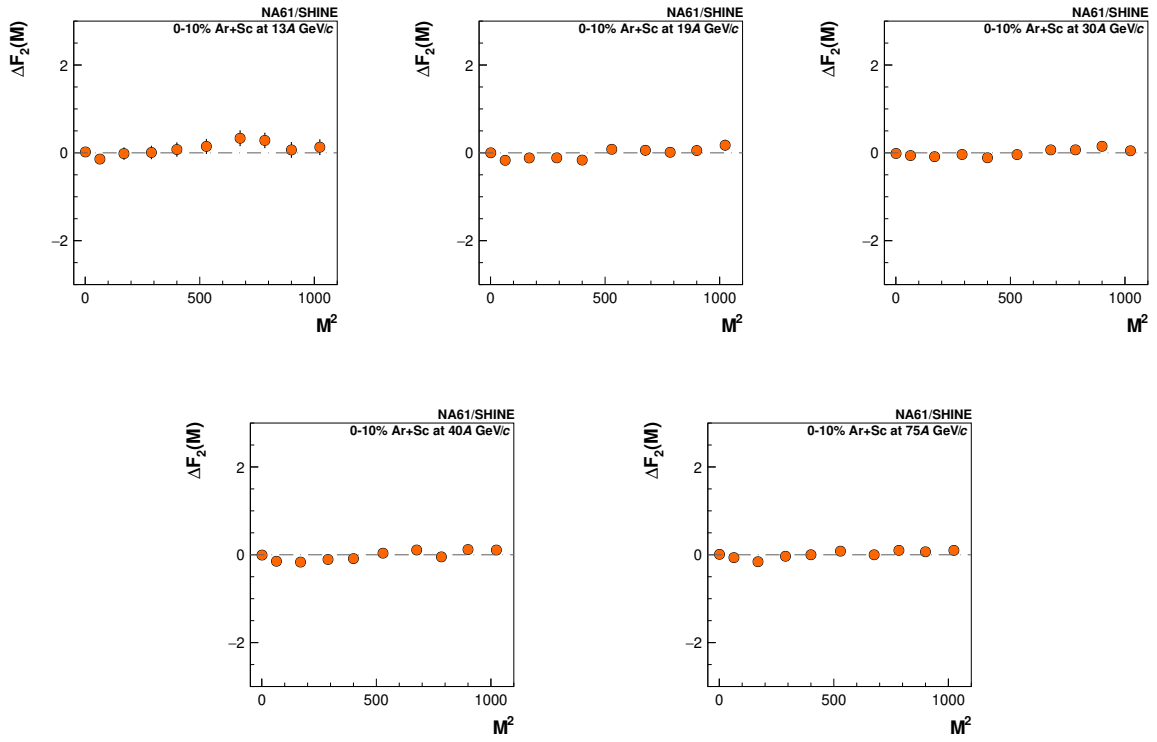 NA61/SHINE
0-10% Ar+Sc at 13A GeV/c
ΔF₂(M)
2
0
−2
0 500 1000
M²
NA61/SHINE
0-10% Ar+Sc at 19A GeV/c
ΔF₂(M)
2
0
−2
0 500 1000
M²
NA61/SHINE
0-10% Ar+Sc at 30A GeV/c
ΔF₂(M)
2
0
−2
0 500 1000
M²
NA61/SHINE
0-10% Ar+Sc at 40A GeV/c
ΔF₂(M)
2
0
−2
0 500 1000
M²
NA61/SHINE
0-10% Ar+Sc at 75A GeV/c
ΔF₂(M)
2
0
−2
0 500 1000
M²